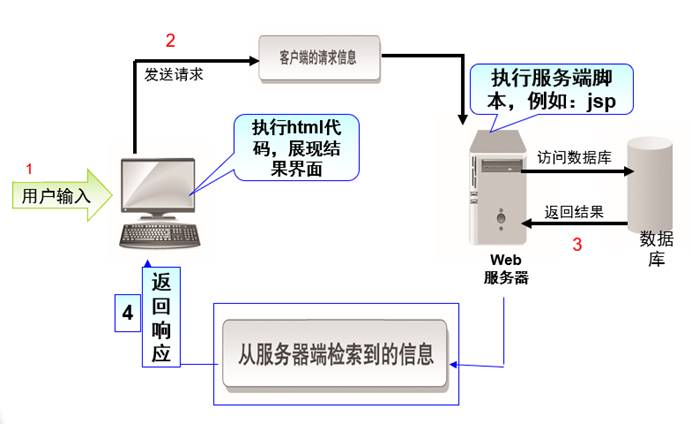 1
用户输入
2
发送请求
客户端的请求信息
执行html代
码，展现结
果界面
执行服务端脚
本，例如：jsp
访问数据库
返回结果
3
数据
库
Web
服务器
从服务器端检索到的信息
4
返
回
响
应